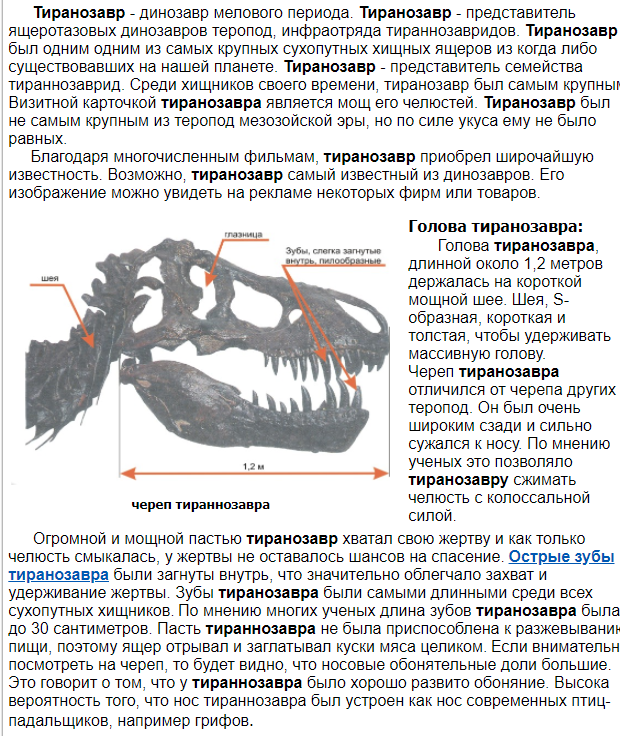 Тиранозавр - динозавр мелового периода. Тиранозавр - представитель
ящеротазовых динозавров теропод, инфраотряда тираннозавридов. Тиранозавр
был одним одним из самых крупных сухопутных хищных ящеров из когда либо
существовавших на нашей планете. Тиранозавр - представитель семейства
тираннозаврид. Среди хищников своего времени, тиранозавр был самым крупным
Визитной карточкой тиранозавра является мощ его челюстей. Тиранозавр был
не самым крупным из теропод мезозойской эры, но по силе укуса ему не было
равных.
Благодаря многочисленным фильмам, тиранозавр приобрел широчайшую
известность. Возможно, тиранозавр самый известный из динозавров. Его
изображение можно увидеть на рекламе некоторых фирм или товаров.
глазница
Зубы, слегка загнутые
внутрь, пилообразные
шея
1,2 м
череп тираннозавра
Голова тиранозавра:
Голова тиранозавра,
длинной около 1,2 метров
держалась на короткой
мощной шее. Шея, S-
образная, короткая и
толстая, чтобы удерживать
массивную голову.
Череп тиранозавра
отличился от черепа других
теропод. Он был очень
широким сзади и сильно
сужался к носу. По мнению
ученых это позволяло
тиранозавру сжимать
челюсть с колоссальной
силой.
Огромной и мощной пастью тиранозавр хватал свою жертву и как только
челюсть смыкалась, у жертвы не оставалось шансов на спасение. Острые зубы
тиранозавра были загнуты внутрь, что значительно облегчало захват и
удерживание жертвы. Зубы тиранозавра были самыми длинными среди всех
сухопутных хищников. По мнению многих ученых длина зубов тиранозавра была
до 30 сантиметров. Пасть тираннозавра не была приспособлена к разжевыванию
пищи, поэтому ящер отрывал и заглатывал куски мяса целиком. Если внимательн
посмотреть на череп, то будет видно, что носовые обонятельные доли большие.
Это говорит о том, что у тираннозавра было хорошо развито обоняние. Высока
вероятность того, что нос тираннозавра был устроен как нос современных птиц-
падальщиков, например грифов.